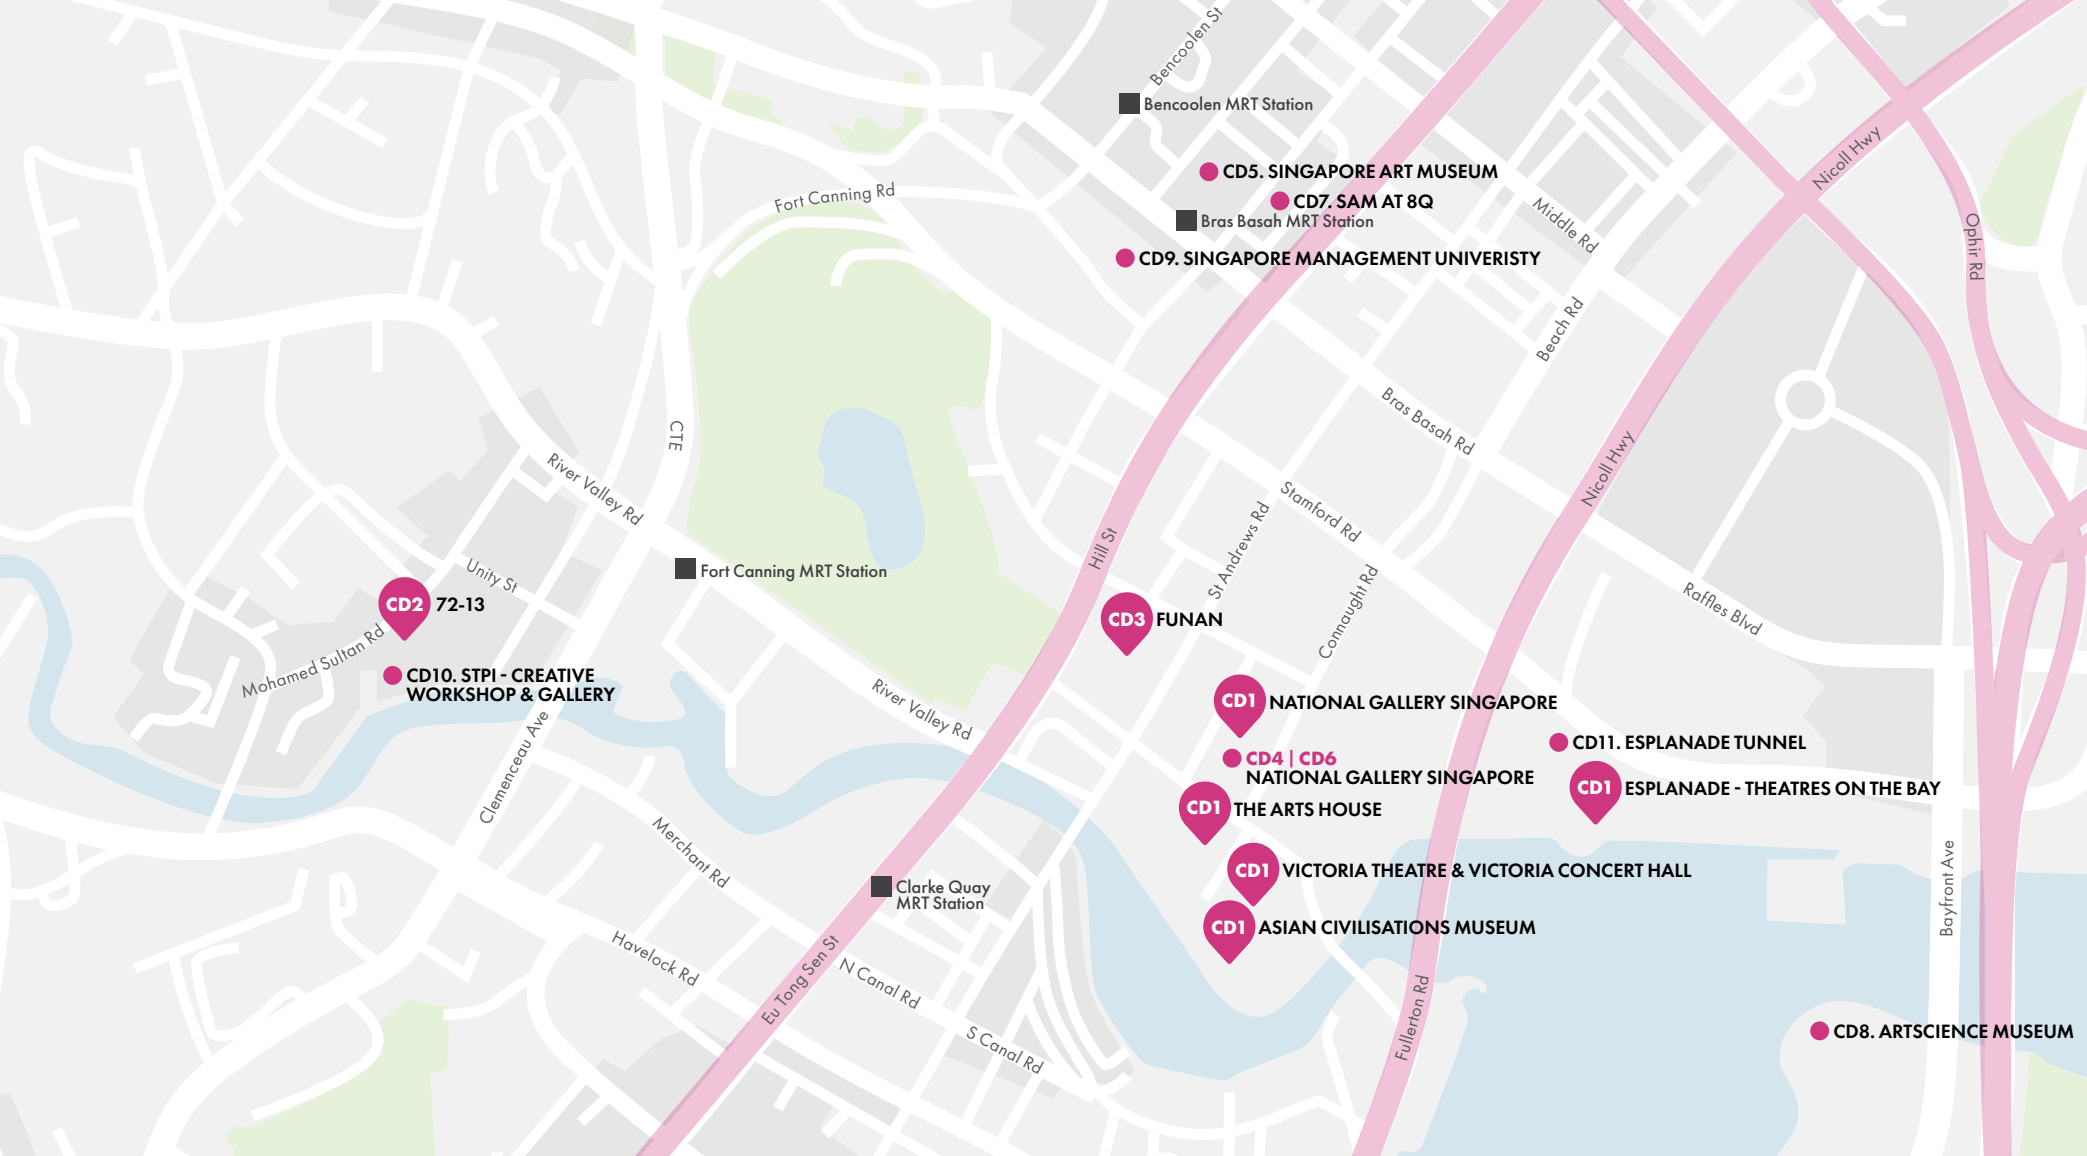 Bencoolen St
Bencoolen MRT Station
CD5. SINGAPORE ART MUSEUM
CD7. SAM AT 8Q
Bras Basah MRT Station
CD9. SINGAPORE MANAGEMENT UNIVERISTY
Fort Canning Rd
Nicoll Hwy
Middle Rd
Ophir Rd
Beach Rd
Bras Basah Rd
CTE
River Valley Rd
Nicoll Hwy
Stamford Rd
Hill St
St Andrews Rd
Unity St
Fort Canning MRT Station
Connaught Rd
Raffles Blvd
CD2 72-13
CD3 FUNAN
Mohamed Sultan Rd
CD10. STPI - CREATIVE
WORKSHOP & GALLERY
River Valley Rd
CD1 NATIONAL GALLERY SINGAPORE
CD4 | CD6
NATIONAL GALLERY SINGAPORE
CD11. ESPLANADE TUNNEL
CD1 ESPLANADE - THEATRES ON THE BAY
CD1 THE ARTS HOUSE
Clemenceau Ave
Merchant Rd
CD1 VICTORIA THEATRE & VICTORIA CONCERT HALL
Clarke Quay
MRT Station
Bayfront Ave
CD1 ASIAN CIVILISATIONS MUSEUM
Havelock Rd
Eu Tong Sen St
N Canal Rd
Fullerton Rd
S Canal Rd
CD8. ARTSCIENCE MUSEUM